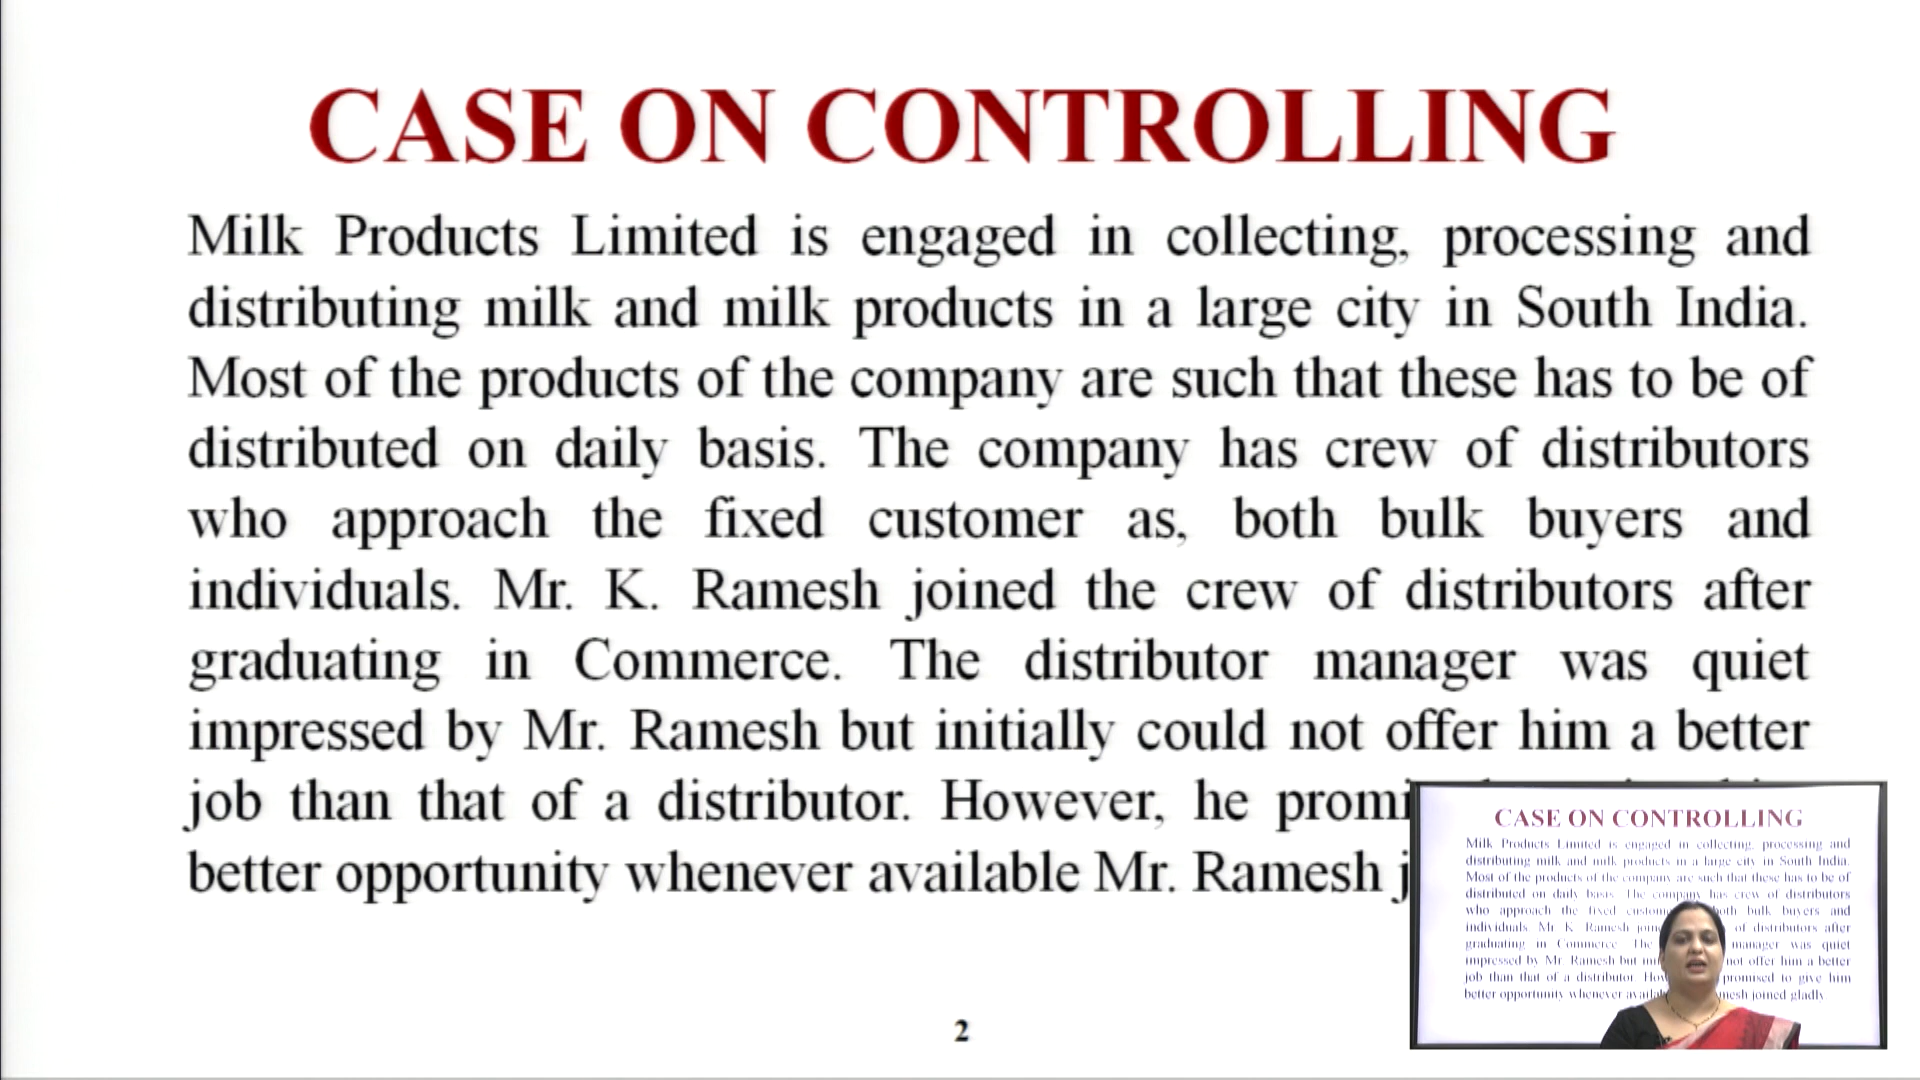 CASE ON CONTROLLING
Milk Products Limited is engaged in collecting, processing and
distributing milk and milk products in a large city in South India.
Most of the products of the company are such that these has to be of
distributed on daily basis. The company has crew of distributors
who approach the fixed customer as, both bulk buyers and
individuals. Mr. K. Ramesh joined the crew of distributors after
graduating in Commerce. The distributor manager was quiet
impressed by Mr. Ramesh but initially could not offer him a better
job than that of a distributor. However, he promi
better opportunity whenever available Mr. Ramesh j
2
CASE ON CONTROLLING
Milk Products Limited is engaged in collecting, processing and
distributing milk and milk products in a large city in South India.
Most of the products of the company are such that these has to be of
distributed on daily basis. The company has crew of distributors
who approach the fixed custom both bulk buyers and
individuals. Mr. K. Ramesh joine of distributors after
graduating in Commerce. The manager was quiet
impressed by Mr. Ramesh but ini not offer him a better
job than that of a distributor. How promised to give him
better opportunity whenever availab mesh joined gladly